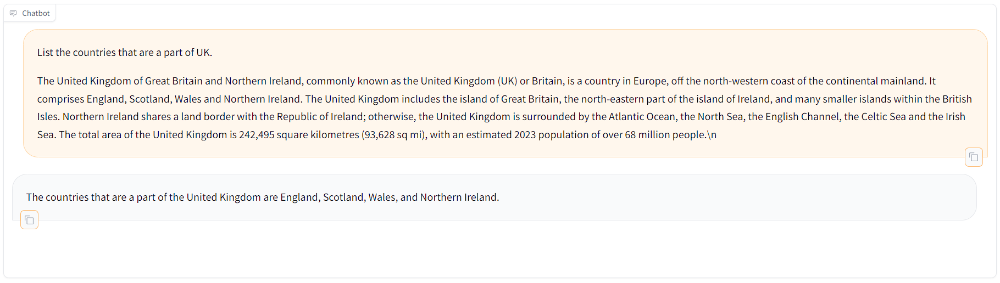 Chatbot
List the countries that are a part of UK.
The United Kingdom of Great Britain and Northern Ireland, commonly known as the United Kingdom (UK) or Britain, is a country in Europe, off the north-western coast of the continental mainland. It
comprises England, Scotland, Wales and Northern Ireland. The United Kingdom includes the island of Great Britain, the north-eastern part of the island of Ireland, and many smaller islands within the British
Isles. Northern Ireland shares a land border with the Republic of Ireland; otherwise, the United Kingdom is surrounded by the Atlantic Ocean, the North Sea, the English Channel, the Celtic Sea and the Irish
Sea. The total area of the United Kingdom is 242,495 square kilometres (93,628 sq mi), with an estimated 2023 population of over 68 million people.\n
The countries that are a part of the United Kingdom are England, Scotland, Wales, and Northern Ireland.